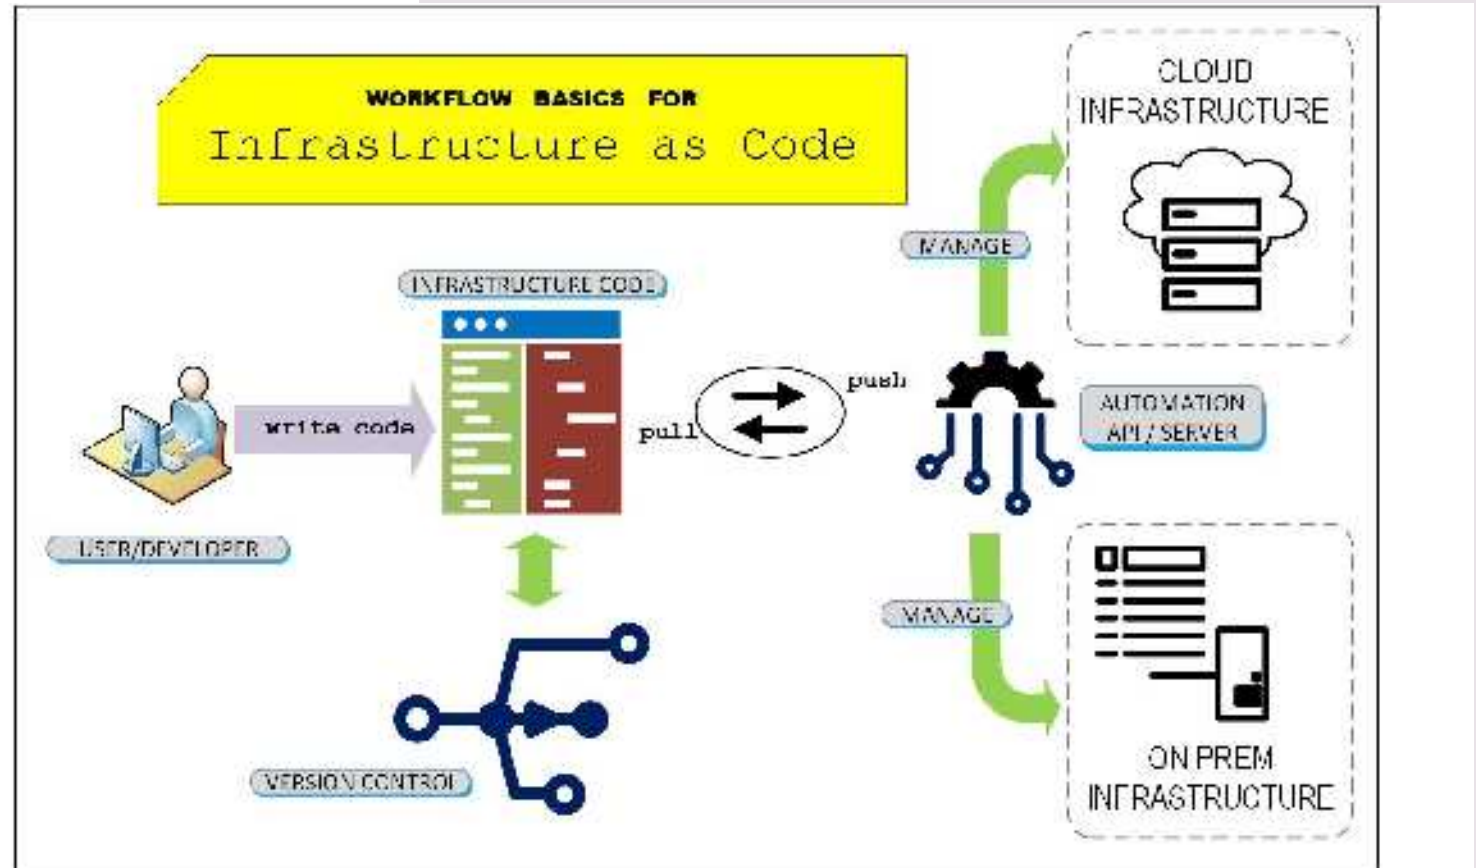 WORKFLOW BASICS FOR
Infrastructure as Code
CLOUD
INFRASTRUCTURE
MANAGE
INFRASTRUCTURE CODE
write code
pull
push
AUTOMATION
API / SERVER
USER/DEVELOPER
MANAGE
VERSION CONTROL
ON PREM
INFRASTRUCTURE